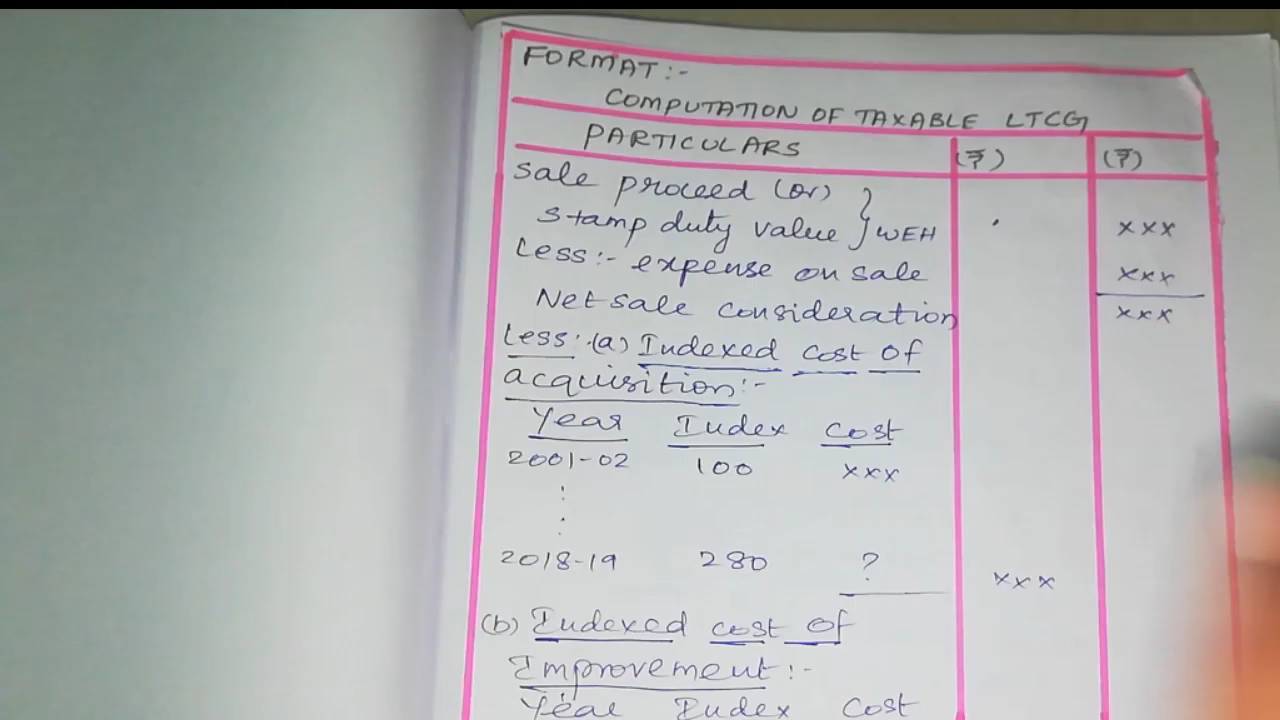 FORMAT:-
COMPUTATION OF TAXABLE LTCG
PARTICULARS (₹) (₹)
Sale proceed (or)
Stamp duty value } WEH xxx
Less:- expense on sale xxx
Net sale consideration xxx
Less:- (a) Indexed cost of
acquisition:-
Year Index Cost
2001-02 100 xxx
:
.
2018-19 280 ? xxx
(b) Indexed cost of
Improvement:-
Year Index Cost